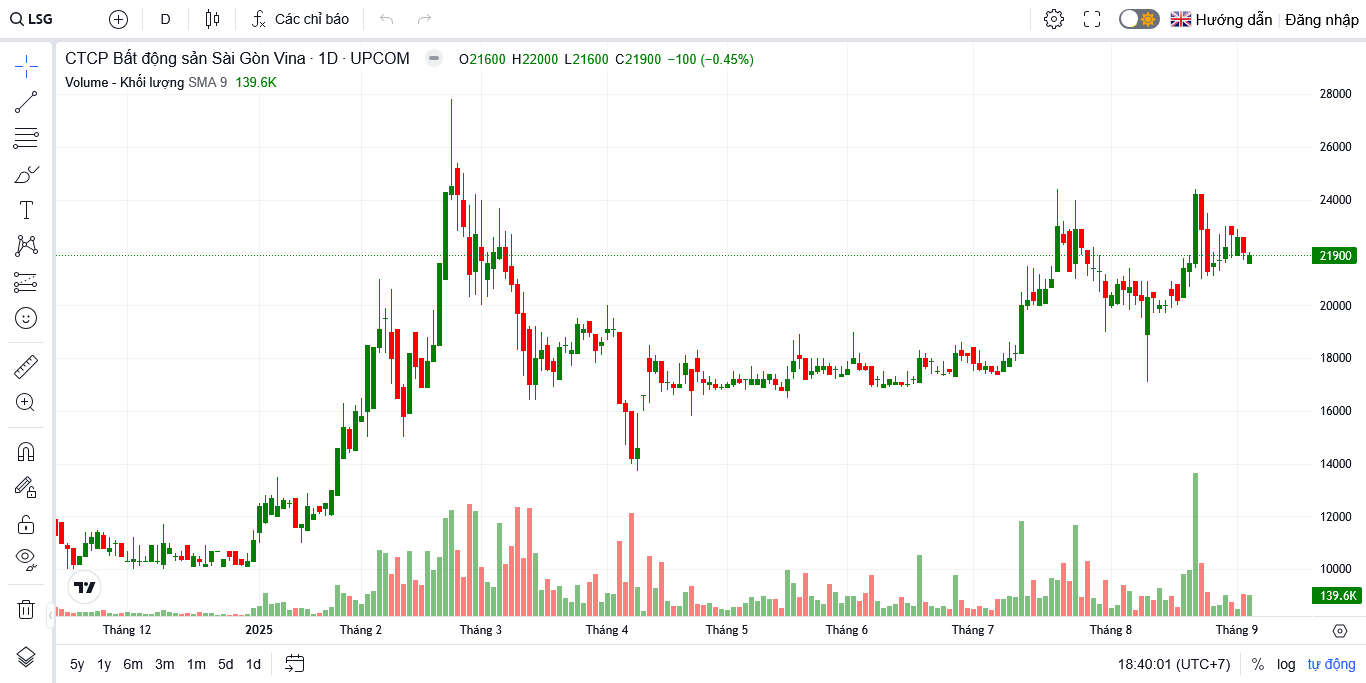 LSG D Các chỉ báo Hướng dẫn Đăng nhập
CTCP Bất động sản Sài Gòn Vina · 1D · UPCOM O21600 H22000 L21600 C21900 −100 (−0.45%)
Volume - Khối lượng SMA 9 139.6K
28000
26000
24000
21900
20000
18000
16000
14000
12000
10000
139.6K
Tháng 12 2025 Tháng 2 Tháng 3 Tháng 4 Tháng 5 Tháng 6 Tháng 7 Tháng 8 Tháng 9
5y 1y 6m 3m 1m 5d 1d 18:40:01 (UTC+7) % log tự động